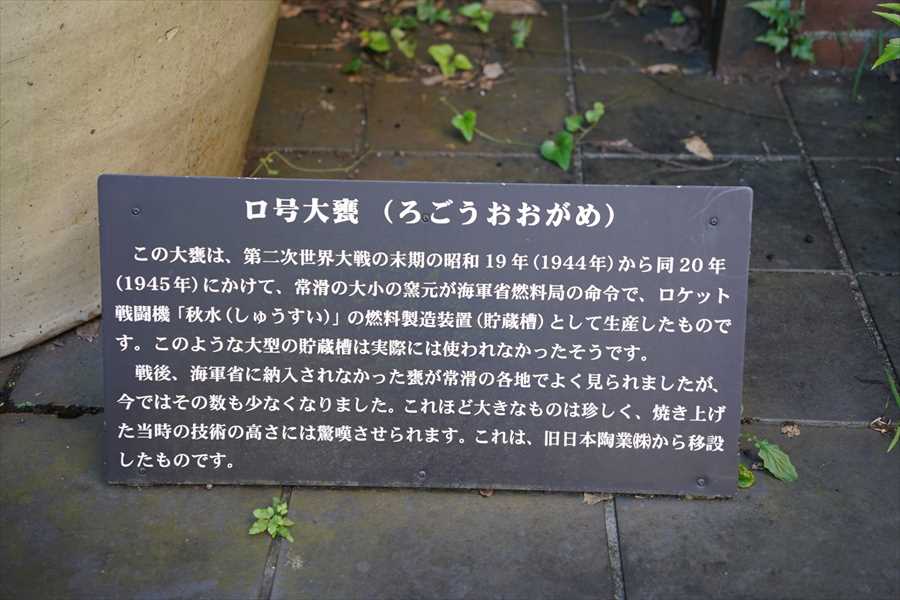 ロ号大甕（ろごうおおがめ）
この大甕は、第二次世界大戦の末期の昭和19年(1944年)から同20年
(1945年)にかけて、常滑の大小の窯元が海軍省燃料局の命令で、ロケット
戦闘機「秋水(しゅうすい)」の燃料製造装置(貯蔵槽)として生産したもので
す。このような大型の貯蔵槽は実際には使われなかったそうです。
戦後、海軍省に納入されなかった甕が常滑の各地でよく見られましたが、
今ではその数も少なくなりました。これほど大きなものは珍しく、焼き上げ
た当時の技術の高さには驚嘆させられます。これは、旧日本陶業㈱から移設
したものです。